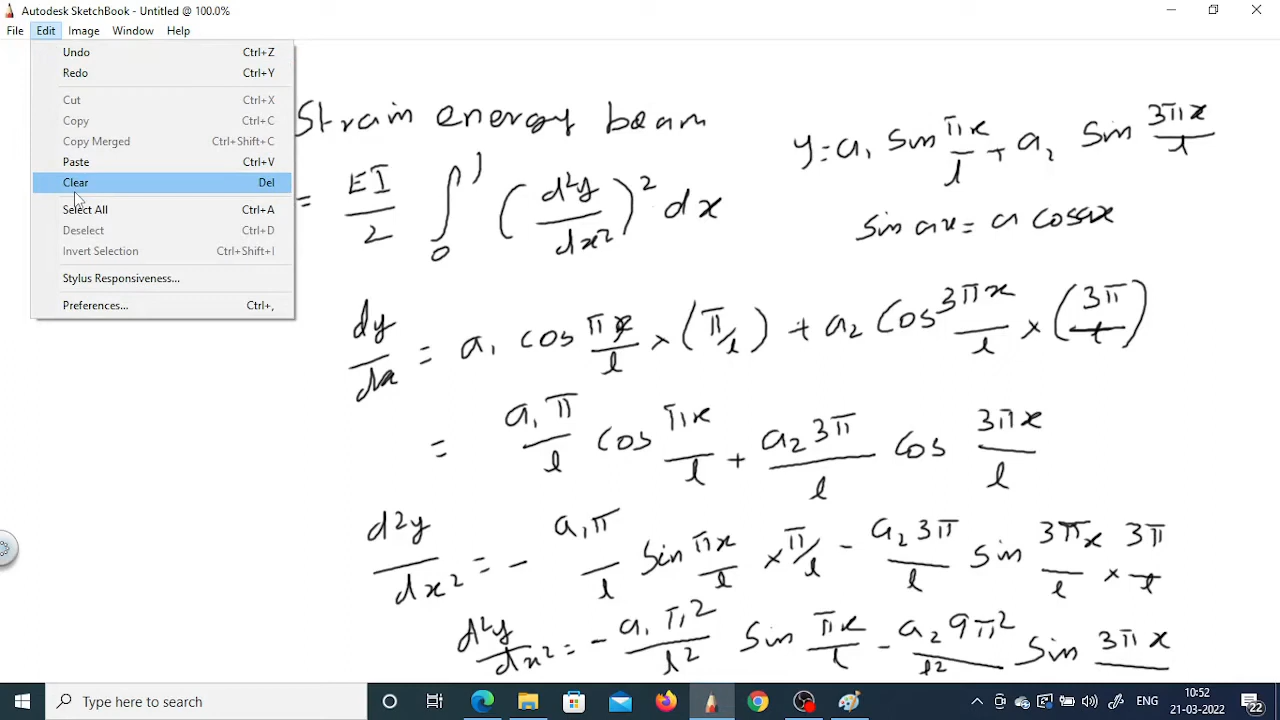 Autodesk SketchBook - Untitled @ 100.0%
File Edit Image Window Help
Undo Ctrl+Z
Redo Ctrl+Y
Cut Ctrl+X
Copy Ctrl+C
Copy Merged Ctrl+Shift+C
Paste Ctrl+V
Clear Del
Select All Ctrl+A
Deselect Ctrl+D
Invert Selection Ctrl+Shift+I
Stylus Responsiveness...
Preferences... Ctrl+,
Strain energy beam
= EI/2 ∫₀ˡ (d²y/dx²)² dx
y = a₁ sin πx/l + a₂ sin 3πx/l
sin ax = a cos ax
dy/dx = a₁ cos πx/l × (π/l) + a₂ cos 3πx/l × (3π/l)
= a₁π/l cos πx/l + a₂3π/l cos 3πx/l
d²y/dx² = - a₁π/l sin πx/l × π/l - a₂3π/l sin 3πx/l × 3π/l
d²y/dx² = - a₁π²/l² sin πx/l - a₂9π²/l² sin 3πx
Type here to search
ENG
10:52
21-03-2022
22